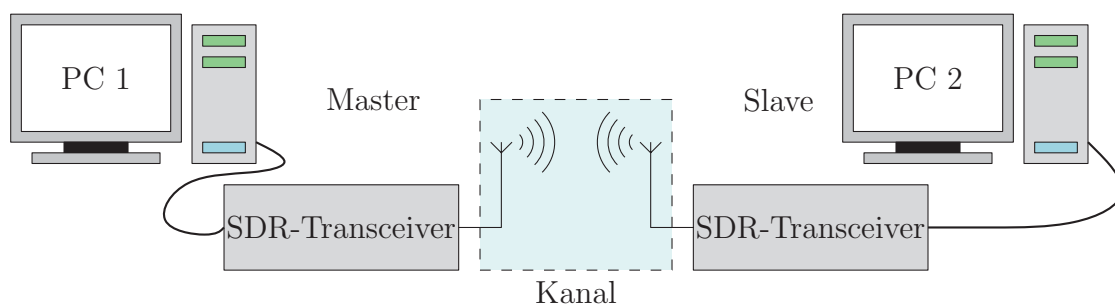 PC 1
Master
Slave
PC 2
SDR-Transceiver
SDR-Transceiver
Kanal